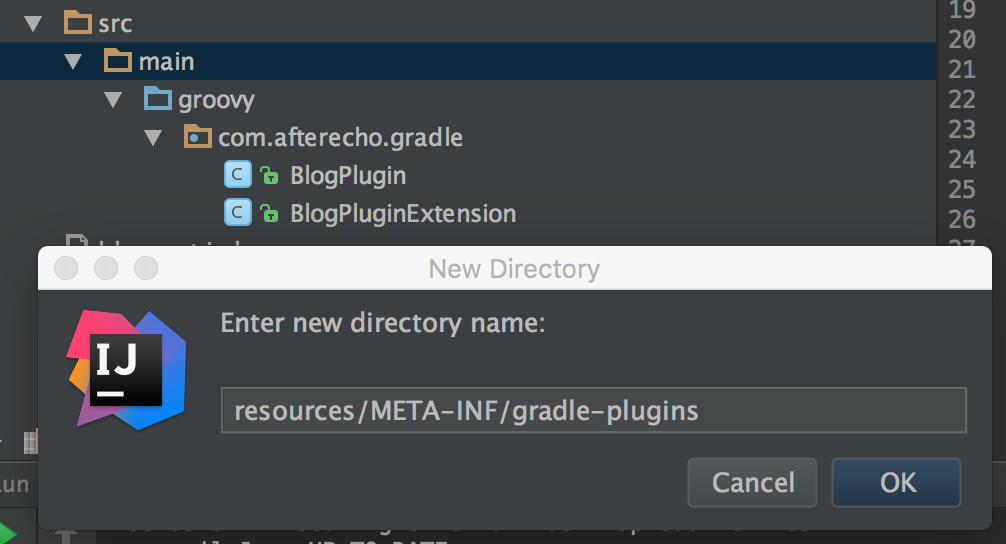 src
19
20
main
21
groovy
22
com.afterecho.gradle
23
24
C BlogPlugin
25
C BlogPluginExtension
26
New Directory
IJ
Enter new directory name:
resources/META-INF/gradle-plugins
Cancel
OK